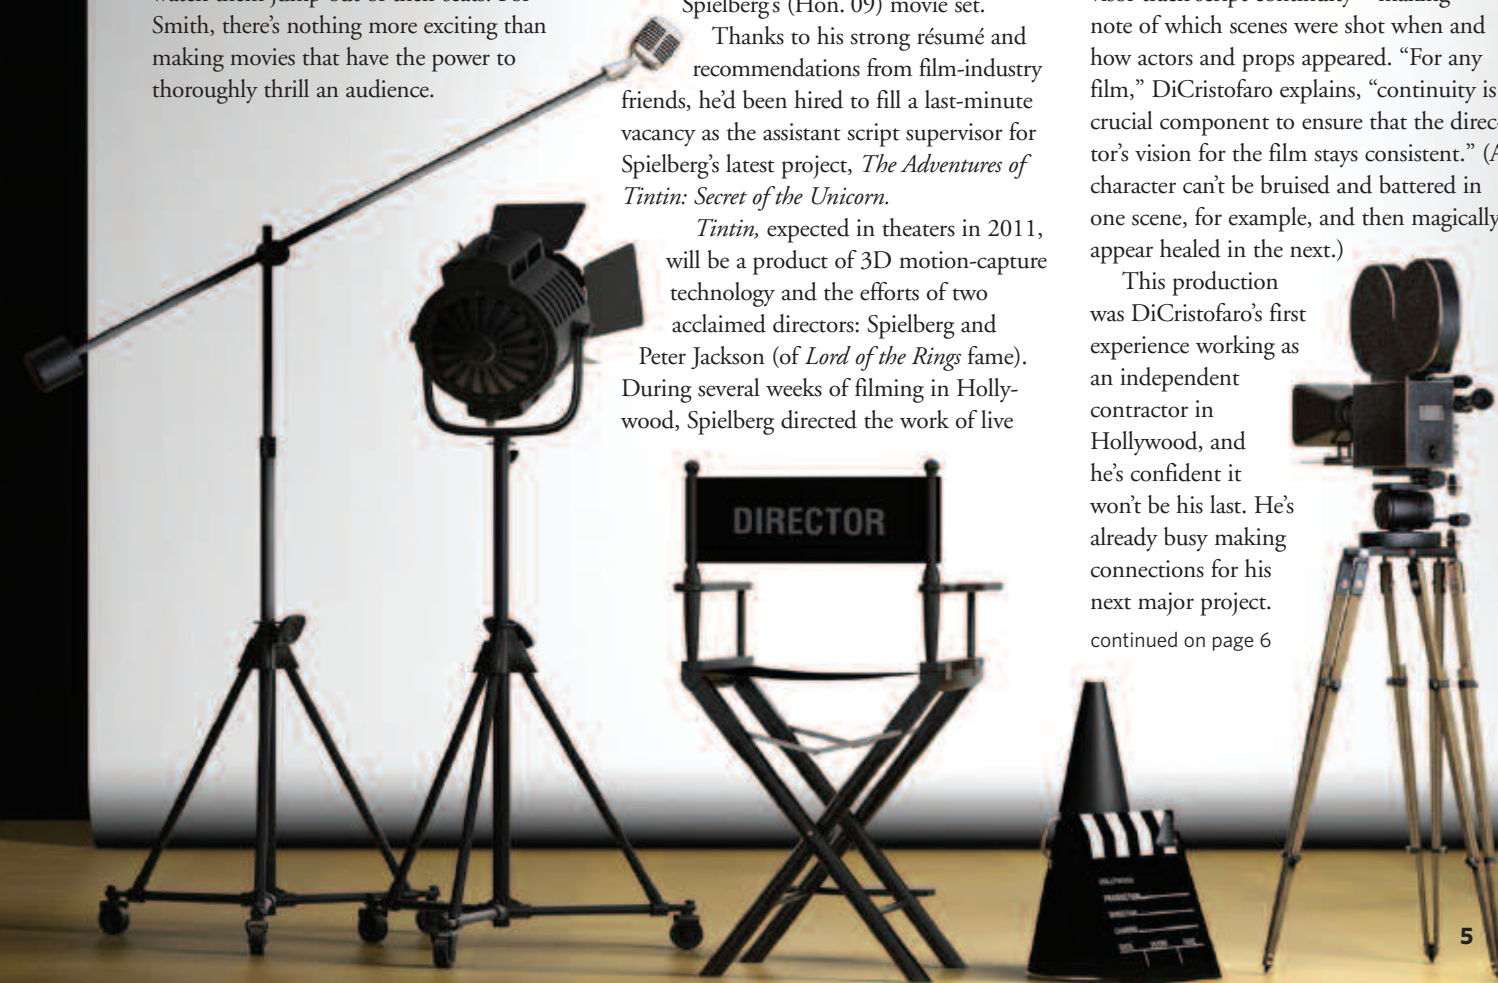 Smith, there's nothing more exciting than
making movies that have the power to
thoroughly thrill an audience.
Spielberg's (Hon. 09) movie set.
Thanks to his strong résumé and
recommendations from film-industry
friends, he'd been hired to fill a last-minute
vacancy as the assistant script supervisor for
Spielberg's latest project, The Adventures of
Tintin: Secret of the Unicorn.
Tintin, expected in theaters in 2011,
will be a product of 3D motion-capture
technology and the efforts of two
acclaimed directors: Spielberg and
Peter Jackson (of Lord of the Rings fame).
During several weeks of filming in Holly-
wood, Spielberg directed the work of live
note of which scenes were shot when and
how actors and props appeared. “For any
film,” DiCristofaro explains, “continuity is
crucial component to ensure that the direc-
tor's vision for the film stays consistent.” (A
character can't be bruised and battered in
one scene, for example, and then magically
appear healed in the next.)
This production
was DiCristofaro's first
experience working as
an independent
contractor in
Hollywood, and
he's confident it
won't be his last. He's
already busy making
connections for his
next major project.
continued on page 6
DIRECTOR
HOLLYWOOD
PRODUCTION
DIRECTOR
CAMERA
DATE SCENE TAKE
5